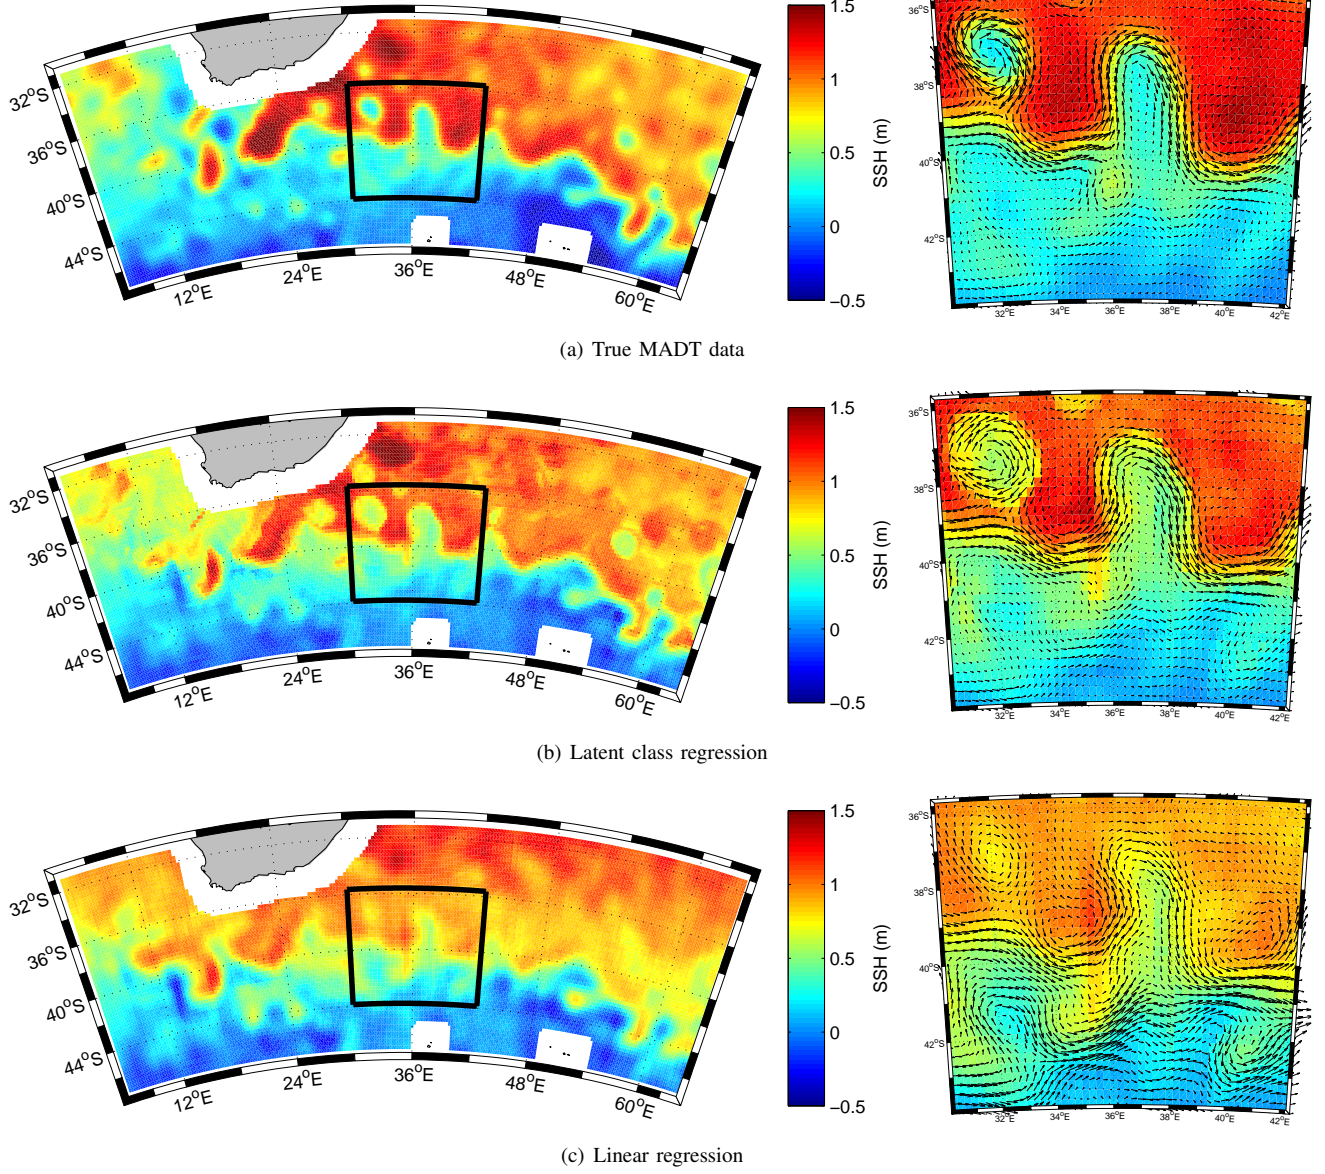 32°S
36°S
40°S
44°S
12°E
24°E
36°E
48°E
60°E
1.5
1
0.5
0
−0.5
SSH (m)
36°S
38°S
40°S
42°S
32°E
34°E
36°E
38°E
40°E
42°E
(a) True MADT data
32°S
36°S
40°S
44°S
12°E
24°E
36°E
48°E
60°E
1.5
1
0.5
0
−0.5
SSH (m)
36°S
38°S
40°S
42°S
32°E
34°E
36°E
38°E
40°E
42°E
(b) Latent class regression
32°S
36°S
40°S
44°S
12°E
24°E
36°E
48°E
60°E
1.5
1
0.5
0
−0.5
SSH (m)
36°S
38°S
40°S
42°S
32°E
34°E
36°E
38°E
40°E
42°E
(c) Linear regression